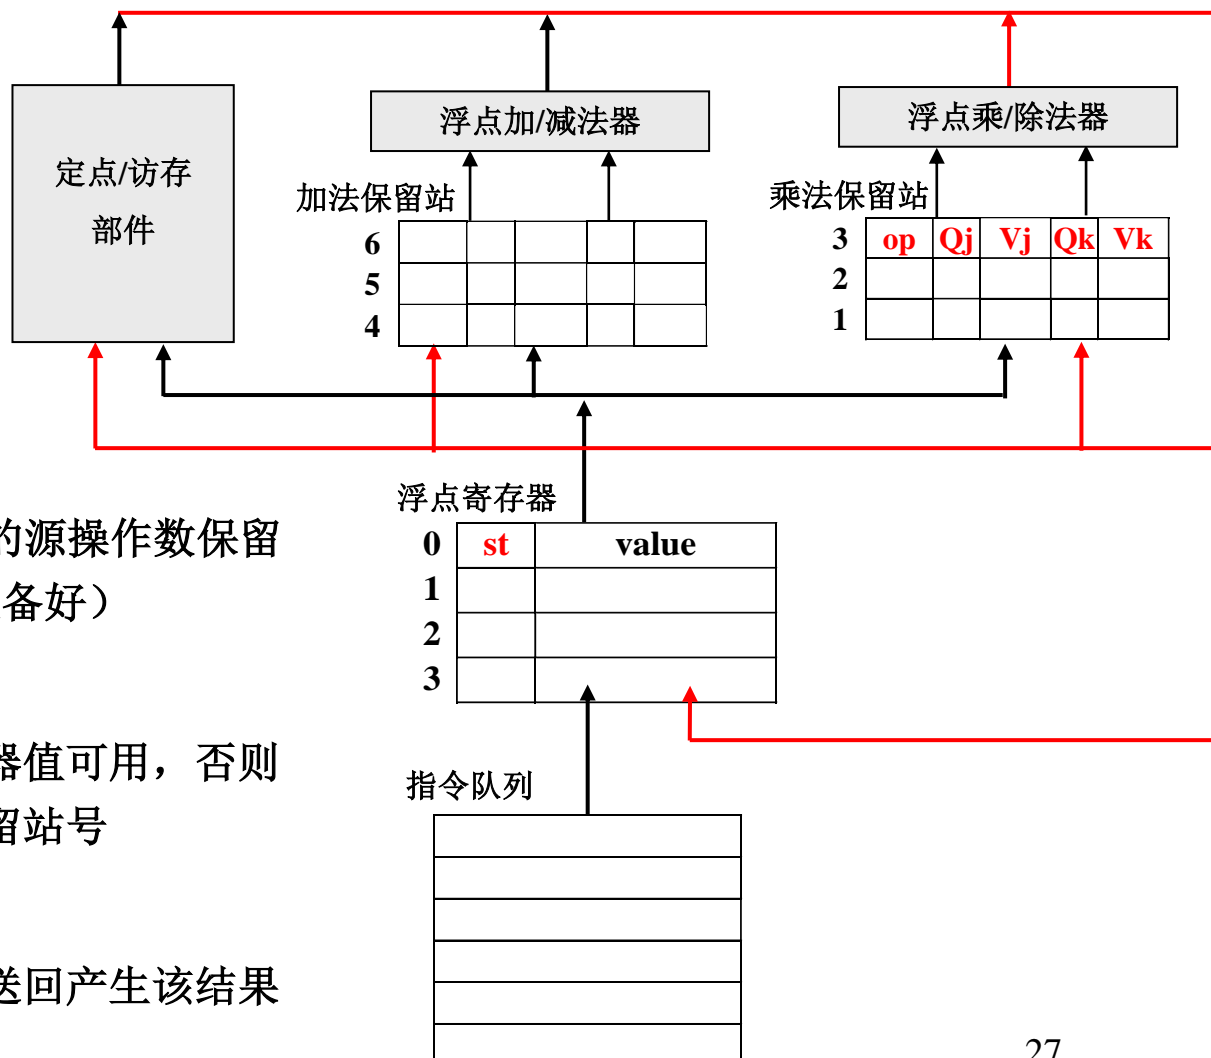 浮点加/减法器
浮点乘/除法器
定点/访存
部件
加法保留站
乘法保留站
6
5
4
3 op Qj Vj Qk Vk
2
1
浮点寄存器
0 st value
1
2
3
的源操作数保留
备好）
器值可用，否则
留站号
指令队列
送回产生该结果
27